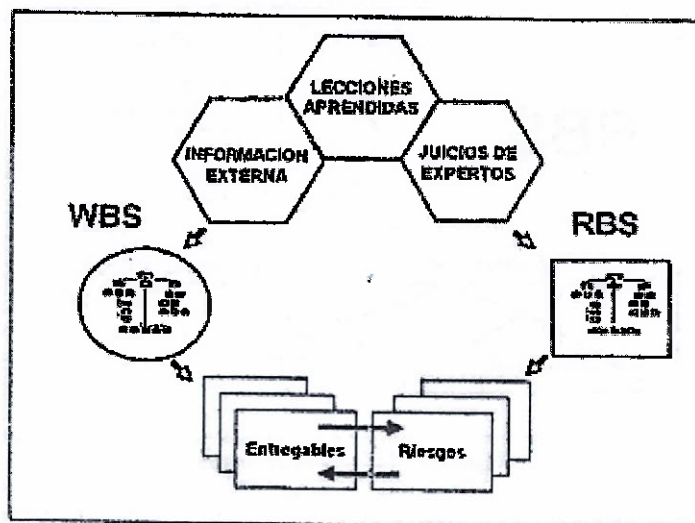 LECCIONES
APRENDIDAS
INFORMACION
EXTERNA
JUICIOS DE
EXPERTOS
WBS
RBS
Entregables
Riesgos